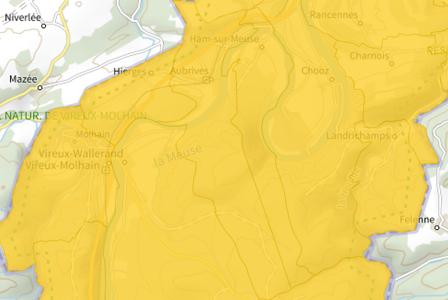 Niverlée
Rancennes
Ham-sur-Meuse
Charnois
Mazée
Hierges
Aubrives
Chooz
NATUR. DE VIREUX-MOLHAIN
Molhain
Landrichamps
Vireux-Wallerand
la Meuse
Vireux-Molhain
Felenne